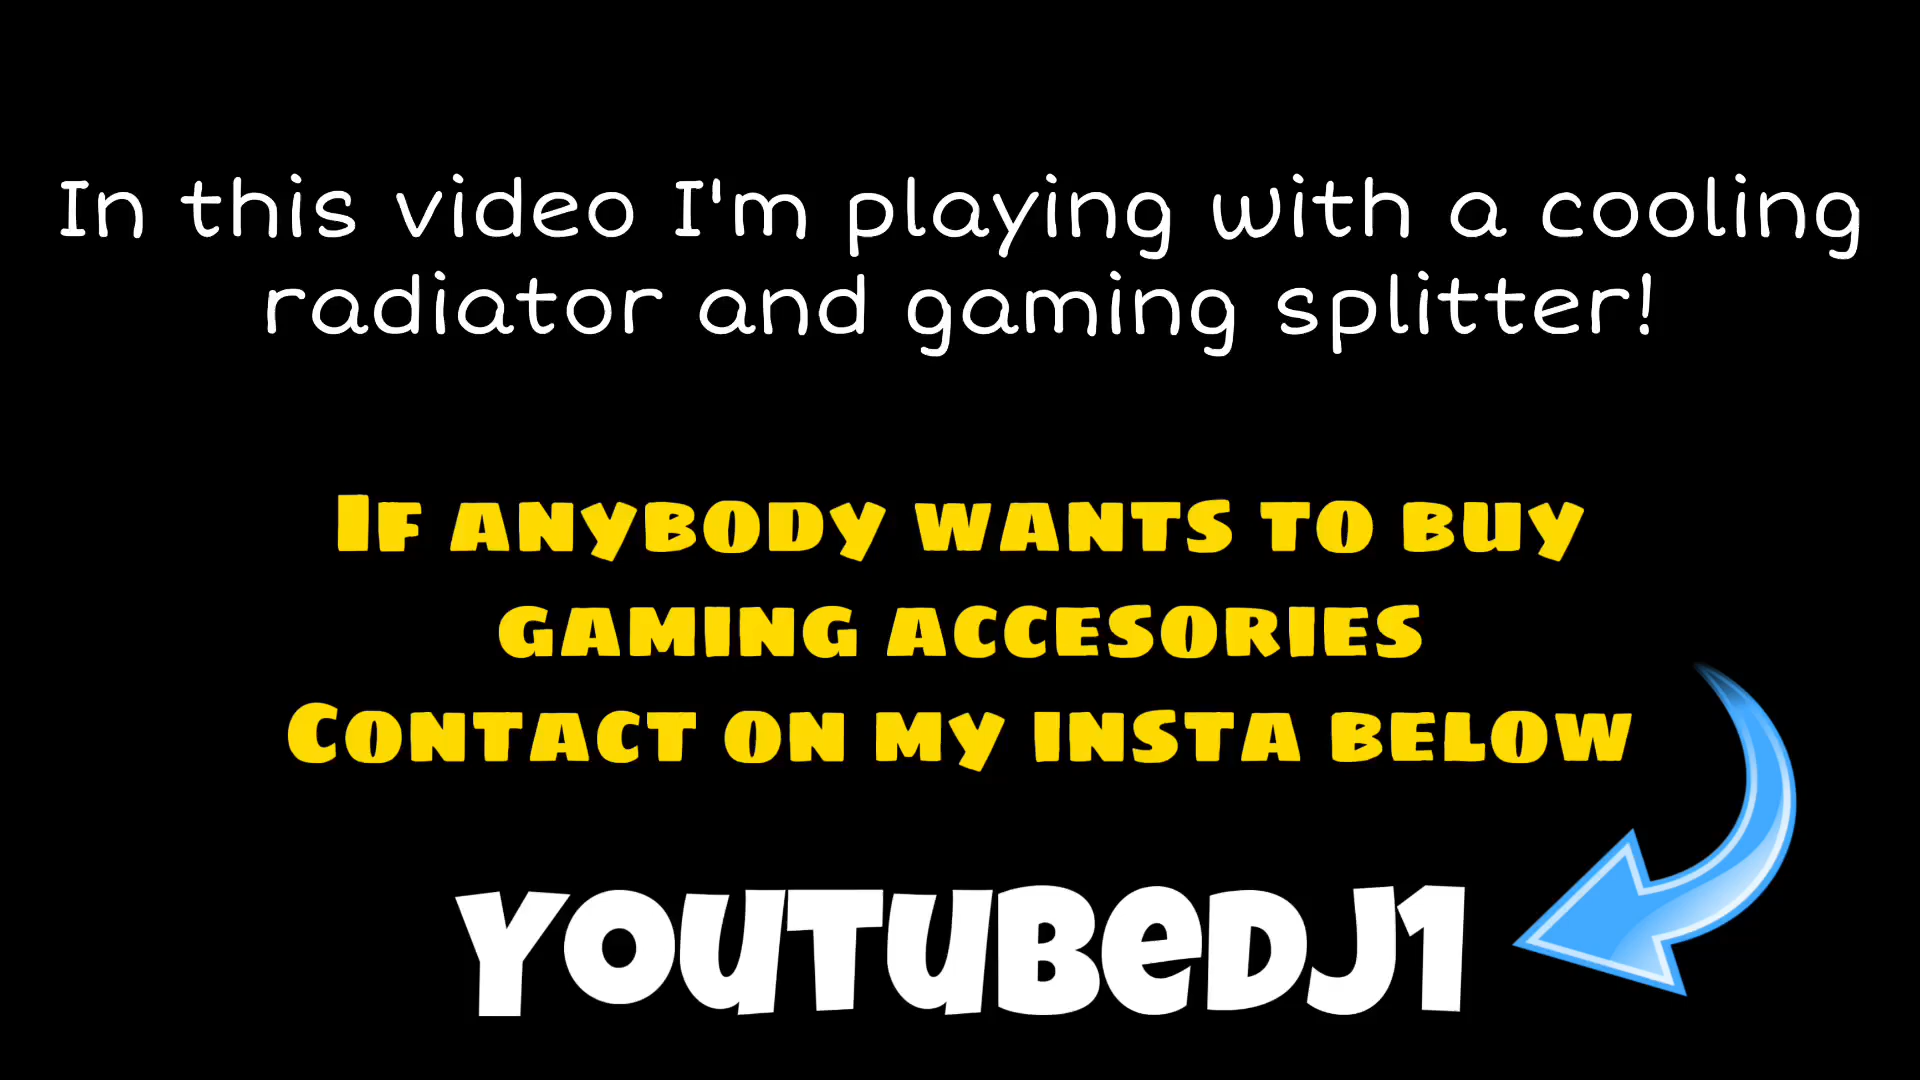 In this video I'm playing with a cooling
radiator and gaming splitter!
If anybody wants to buy
gaming accesories
Contact on my insta below
YOUTUBEDJ1